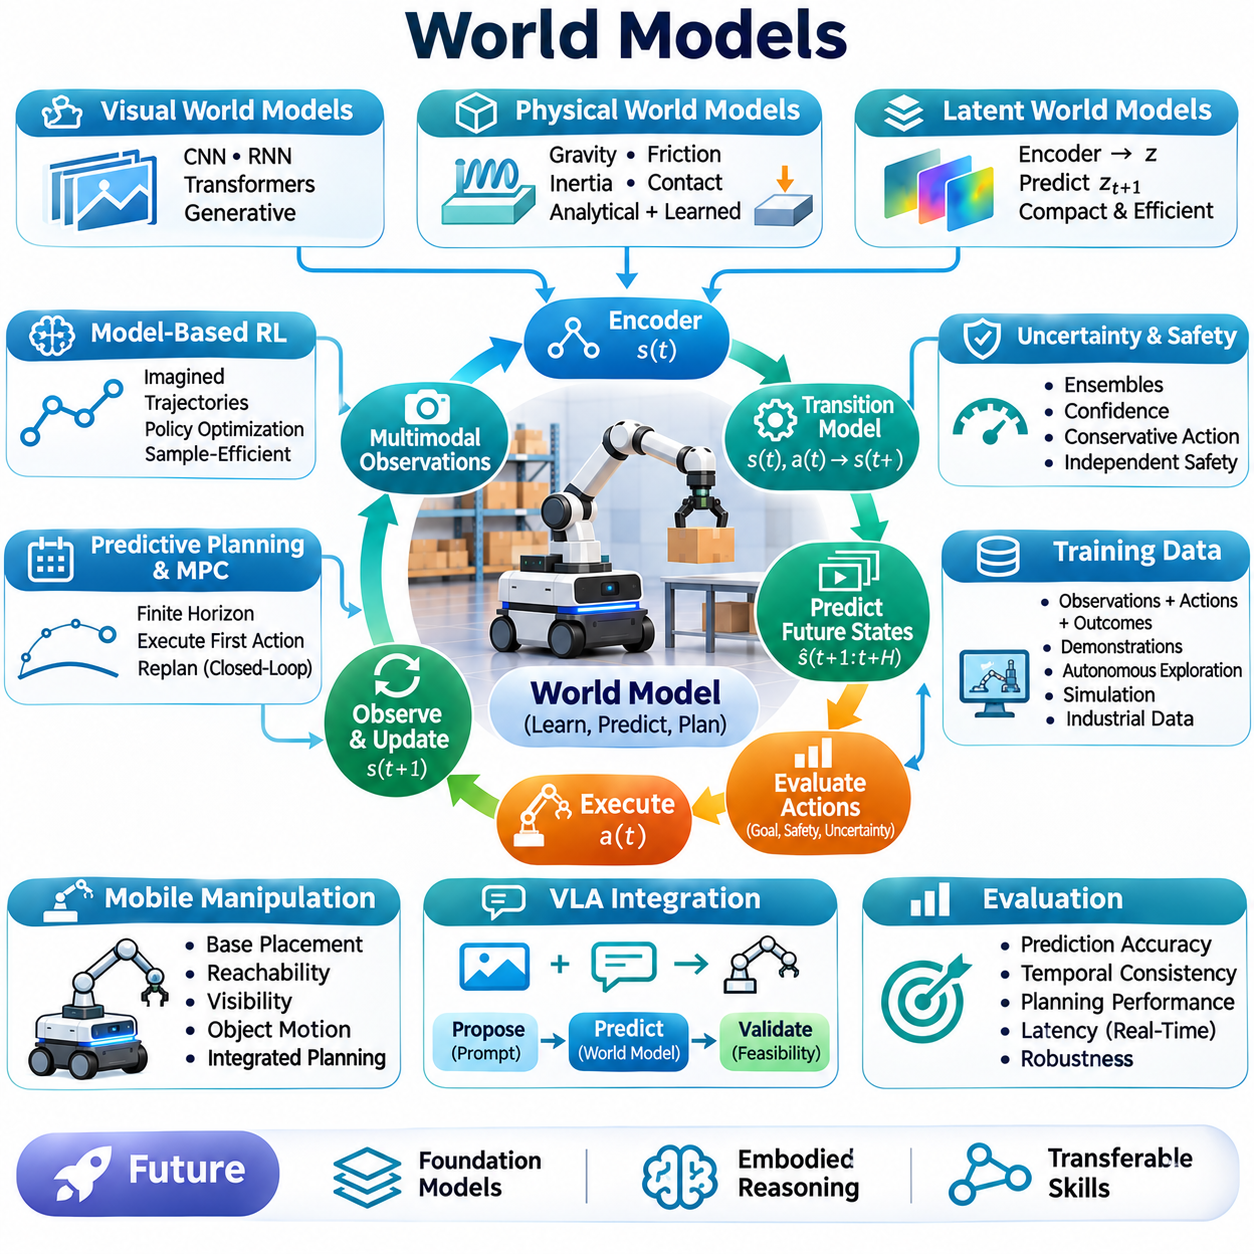 World Models
Visual World Models
CNN • RNN
Transformers
Generative
Physical World Models
Gravity • Friction
Inertia • Contact
Analytical + Learned
Latent World Models
Encoder → z
Predict z_{t+1}
Compact & Efficient
Model-Based RL
Imagined
Trajectories
Policy Optimization
Sample-Efficient
Predictive Planning
& MPC
Finite Horizon
Execute First Action
Replan (Closed-Loop)
Encoder
s(t)
Transition
Model
s(t), a(t) → s(t+)
Predict
Future States
ŝ(t+1:t+H)
Evaluate
Actions
(Goal, Safety, Uncertainty)
Execute
a(t)
Observe
& Update
s(t+1)
Multimodal
Observations
World Model
(Learn, Predict, Plan)
Uncertainty & Safety
• Ensembles
• Confidence
• Conservative Action
• Independent Safety
Training Data
• Observations + Actions
+ Outcomes
• Demonstrations
• Autonomous Exploration
• Simulation
• Industrial Data
Mobile Manipulation
• Base Placement
• Reachability
• Visibility
• Object Motion
• Integrated Planning
VLA Integration
+ →
Propose
(Prompt)
→
Predict
(World Model)
→
Validate
(Feasibility)
Evaluation
• Prediction Accuracy
• Temporal Consistency
• Planning Performance
• Latency (Real-Time)
• Robustness
Future
Foundation
Models
Embodied
Reasoning
Transferable
Skills